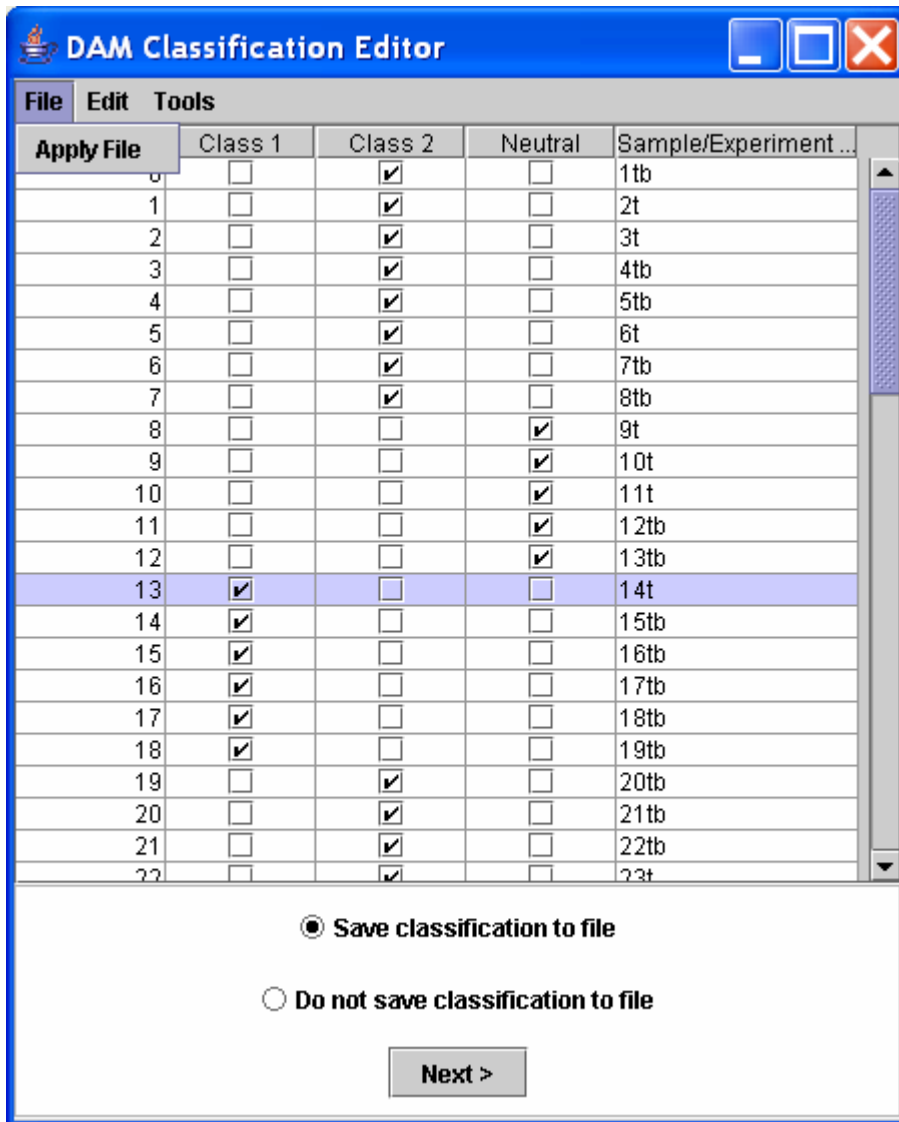 DAM Classification Editor
File Edit Tools
Apply File Class 1 Class 2 Neutral Sample/Experiment ...
0 1tb
1 2t
2 3t
3 4tb
4 5tb
5 6t
6 7tb
7 8tb
8 9t
9 10t
10 11t
11 12tb
12 13tb
13 14t
14 15tb
15 16tb
16 17tb
17 18tb
18 19tb
19 20tb
20 21tb
21 22tb
22 23t
Save classification to file
Do not save classification to file
Next >